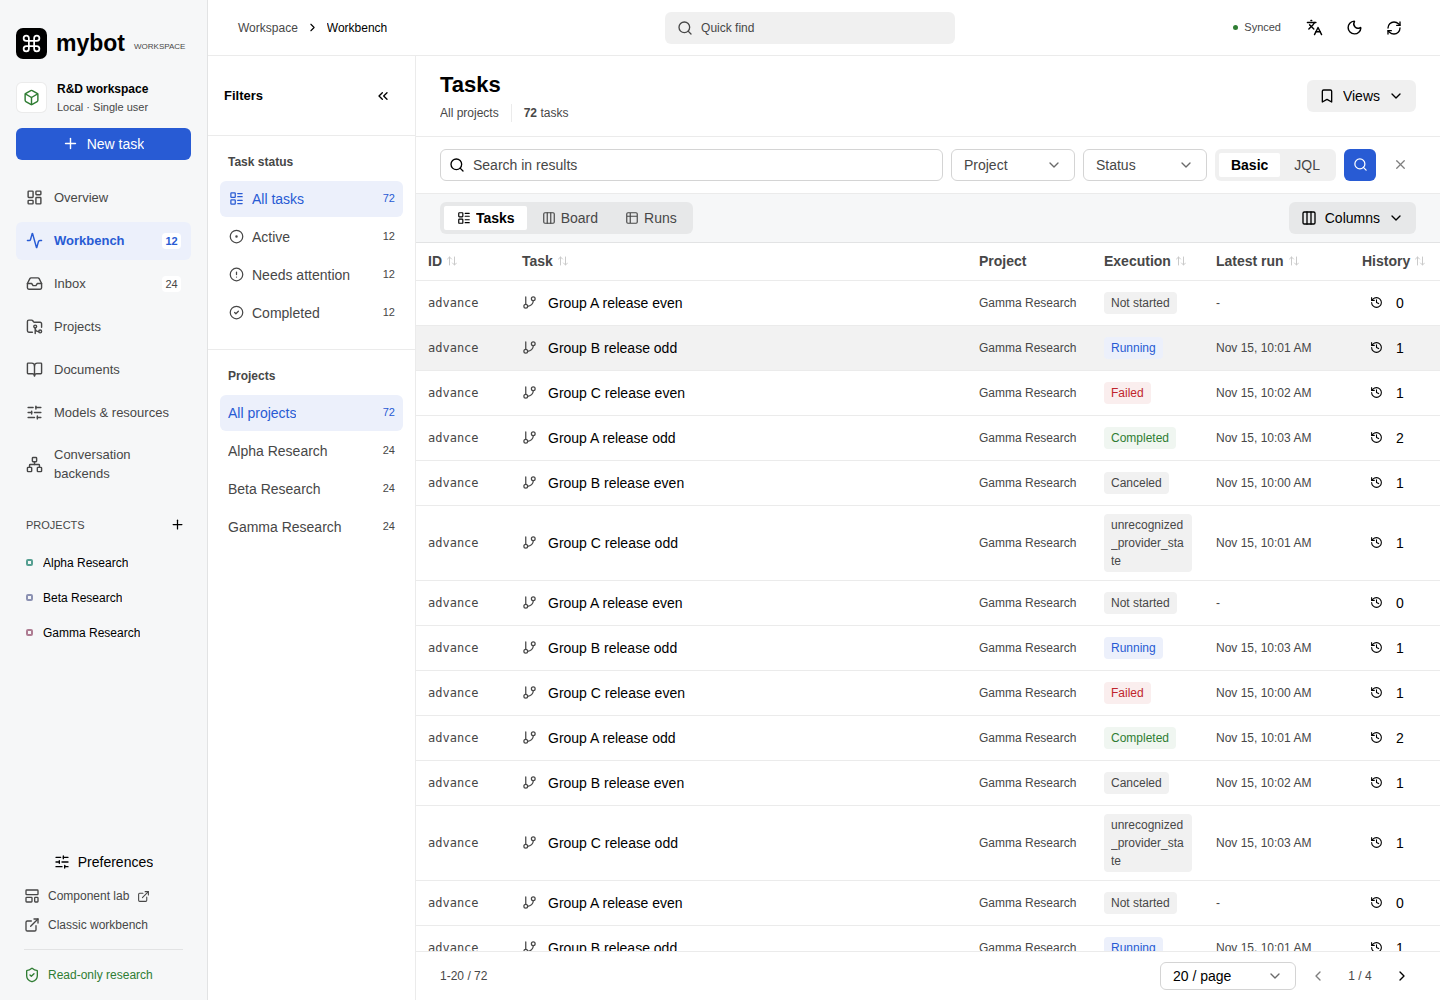 mybot WORKSPACE
R&D workspace
Local · Single user
New task
Overview
Workbench 12
Inbox 24
Projects
Documents
Models & resources
Conversation
backends
PROJECTS
Alpha Research
Beta Research
Gamma Research
Preferences
Component lab
Classic workbench
Read-only research
Workspace Workbench
Quick find
Synced
Filters
Task status
All tasks 72
Active 12
Needs attention 12
Completed 12
Projects
All projects 72
Alpha Research 24
Beta Research 24
Gamma Research 24
Tasks
All projects 72 tasks
Views
Search in results
Project
Status
Basic JQL
Tasks Board Runs
Columns
ID Task Project Execution Latest run History
advance Group A release even Gamma Research Not started - 0
advance Group B release odd Gamma Research Running Nov 15, 10:01 AM 1
advance Group C release even Gamma Research Failed Nov 15, 10:02 AM 1
advance Group A release odd Gamma Research Completed Nov 15, 10:03 AM 2
advance Group B release even Gamma Research Canceled Nov 15, 10:00 AM 1
advance Group C release odd Gamma Research unrecognized
_provider_sta
te Nov 15, 10:01 AM 1
advance Group A release even Gamma Research Not started - 0
advance Group B release odd Gamma Research Running Nov 15, 10:03 AM 1
advance Group C release even Gamma Research Failed Nov 15, 10:00 AM 1
advance Group A release odd Gamma Research Completed Nov 15, 10:01 AM 2
advance Group B release even Gamma Research Canceled Nov 15, 10:02 AM 1
advance Group C release odd Gamma Research unrecognized
_provider_sta
te Nov 15, 10:03 AM 1
advance Group A release even Gamma Research Not started - 0
advance Group B release odd Gamma Research Running Nov 15, 10:01 AM 1
1-20 / 72
20 / page
1 / 4